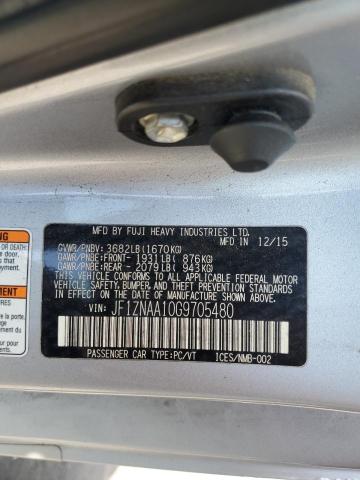 MFD. BY FUJI HEAVY INDUSTRIES LTD.
MFD IN 12/15
GVWR/PNBV: 3682LB(1670KG)
GAWR/PNBE:FRONT- 1931LB( 876KG)
GAWR/PNBE:REAR - 2079LB( 943KG)
THIS VEHICLE CONFORMS TO ALL APPLICABLE FEDERAL MOTOR
VEHICLE SAFETY, BUMPER, AND THEFT PREVENTION STANDARDS
IN EFFECT ON THE DATE OF MANUFACTURE SHOWN ABOVE.
VIN: JF1ZNAA10G9705480
PASSENGER CAR TYPE:PC/VT ICES/NMB-002
OR DEATH:
door,